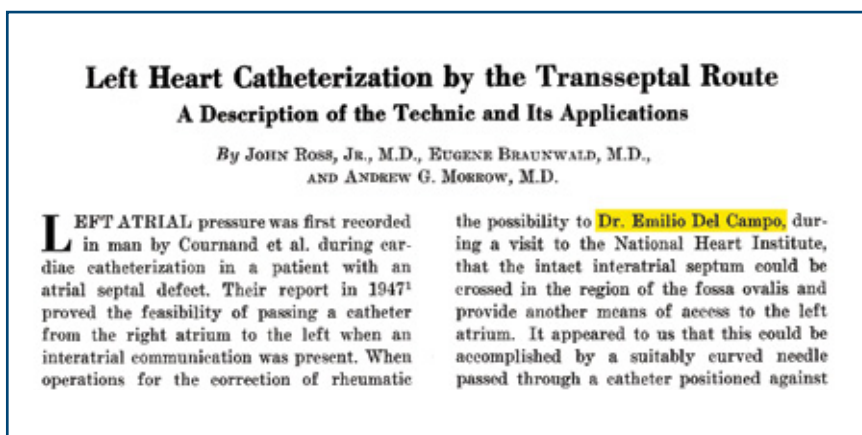 Left Heart Catheterization by the Transseptal Route
A Description of the Technic and Its Applications
By JOHN ROSS, JR., M.D., EUGENE BRAUNWALD, M.D.,
AND ANDREW G. MORROW, M.D.
LEFT ATRIAL pressure was first recorded
in man by Cournand et al. during car-
diac catheterization in a patient with an
atrial septal defect. Their report in 1947¹
proved the feasibility of passing a catheter
from the right atrium to the left when an
interatrial communication was present. When
operations for the correction of rheumatic
the possibility to Dr. Emilio Del Campo, dur-
ing a visit to the National Heart Institute,
that the intact interatrial septum could be
crossed in the region of the fossa ovalis and
provide another means of access to the left
atrium. It appeared to us that this could be
accomplished by a suitably curved needle
passed through a catheter positioned against